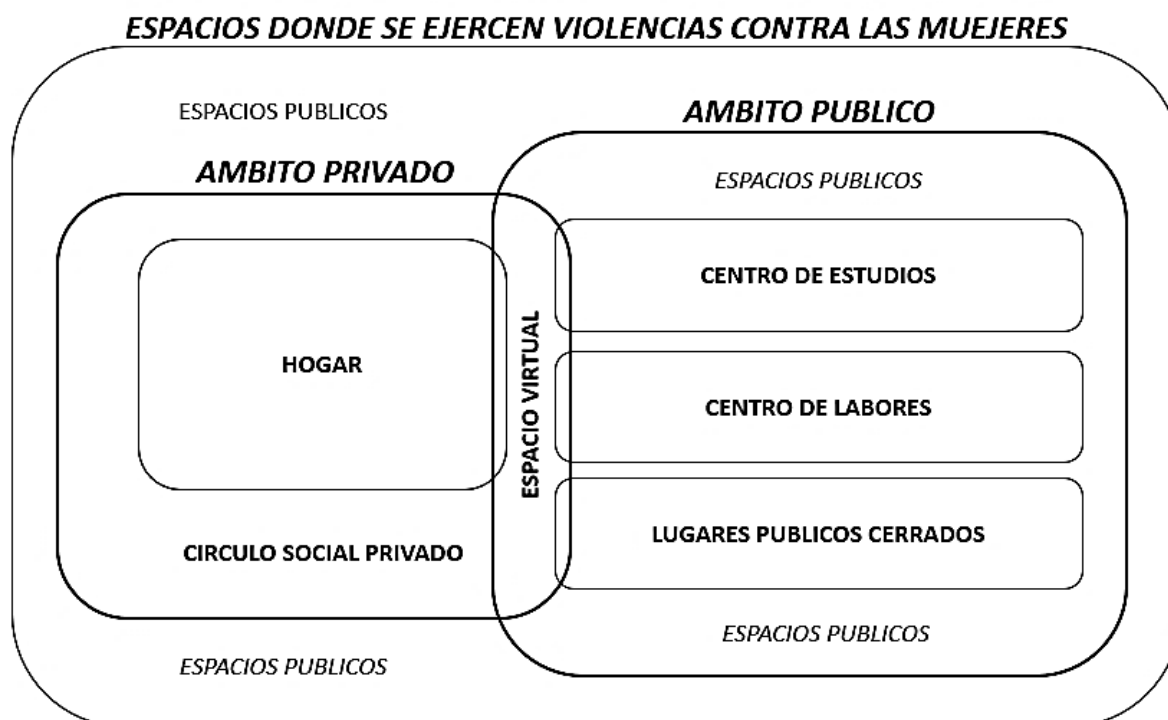 ESPACIOS DONDE SE EJERCEN VIOLENCIAS CONTRA LAS MUEJERES
ESPACIOS PUBLICOS
AMBITO PUBLICO
AMBITO PRIVADO
ESPACIOS PUBLICOS
CENTRO DE ESTUDIOS
HOGAR
ESPACIO VIRTUAL
CENTRO DE LABORES
LUGARES PUBLICOS CERRADOS
CIRCULO SOCIAL PRIVADO
ESPACIOS PUBLICOS
ESPACIOS PUBLICOS